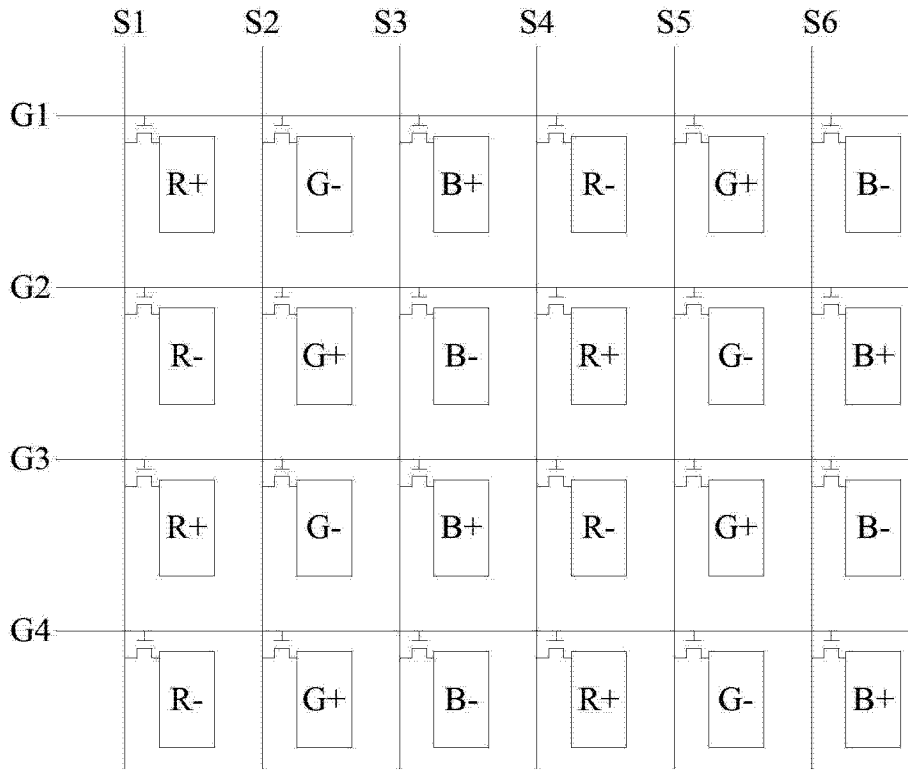 S1 S2 S3 S4 S5 S6
G1
R+ G- B+ R- G+ B-
G2
R- G+ B- R+ G- B+
G3
R+ G- B+ R- G+ B-
G4
R- G+ B- R+ G- B+